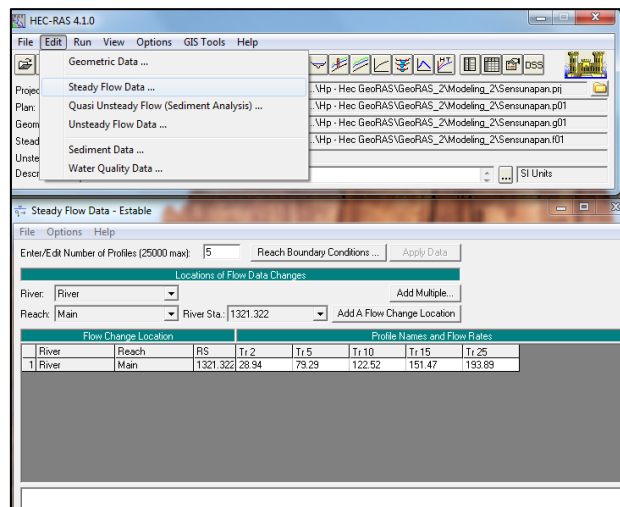 HEC-RAS 4.1.0
File Edit Run View Options GIS Tools Help
Geometric Data ...
Steady Flow Data ...
Quasi Unsteady Flow (Sediment Analysis) ...
Unsteady Flow Data ...
Sediment Data ...
Water Quality Data ...
DSS
Projec ...\Hp - Hec GeoRAS\GeoRAS_2\Modeling_2\Sensunapan.prj
Plan: ...\Hp - Hec GeoRAS\GeoRAS_2\Modeling_2\Sensunapan.p01
Geom ...\Hp - Hec GeoRAS\GeoRAS_2\Modeling_2\Sensunapan.g01
Stead ...\Hp - Hec GeoRAS\GeoRAS_2\Modeling_2\Sensunapan.f01
Unste
Descr ... SI Units
Steady Flow Data - Estable
File Options Help
Enter/Edit Number of Profiles (25000 max): 5 Reach Boundary Conditions ... Apply Data
Locations of Flow Data Changes
River: River Add Multiple...
Reach: Main River Sta.: 1321.322 Add A Flow Change Location
Flow Change Location Profile Names and Flow Rates
River Reach RS Tr 2 Tr 5 Tr 10 Tr 15 Tr 25
1 River Main 1321.322 28.94 79.29 122.52 151.47 193.89